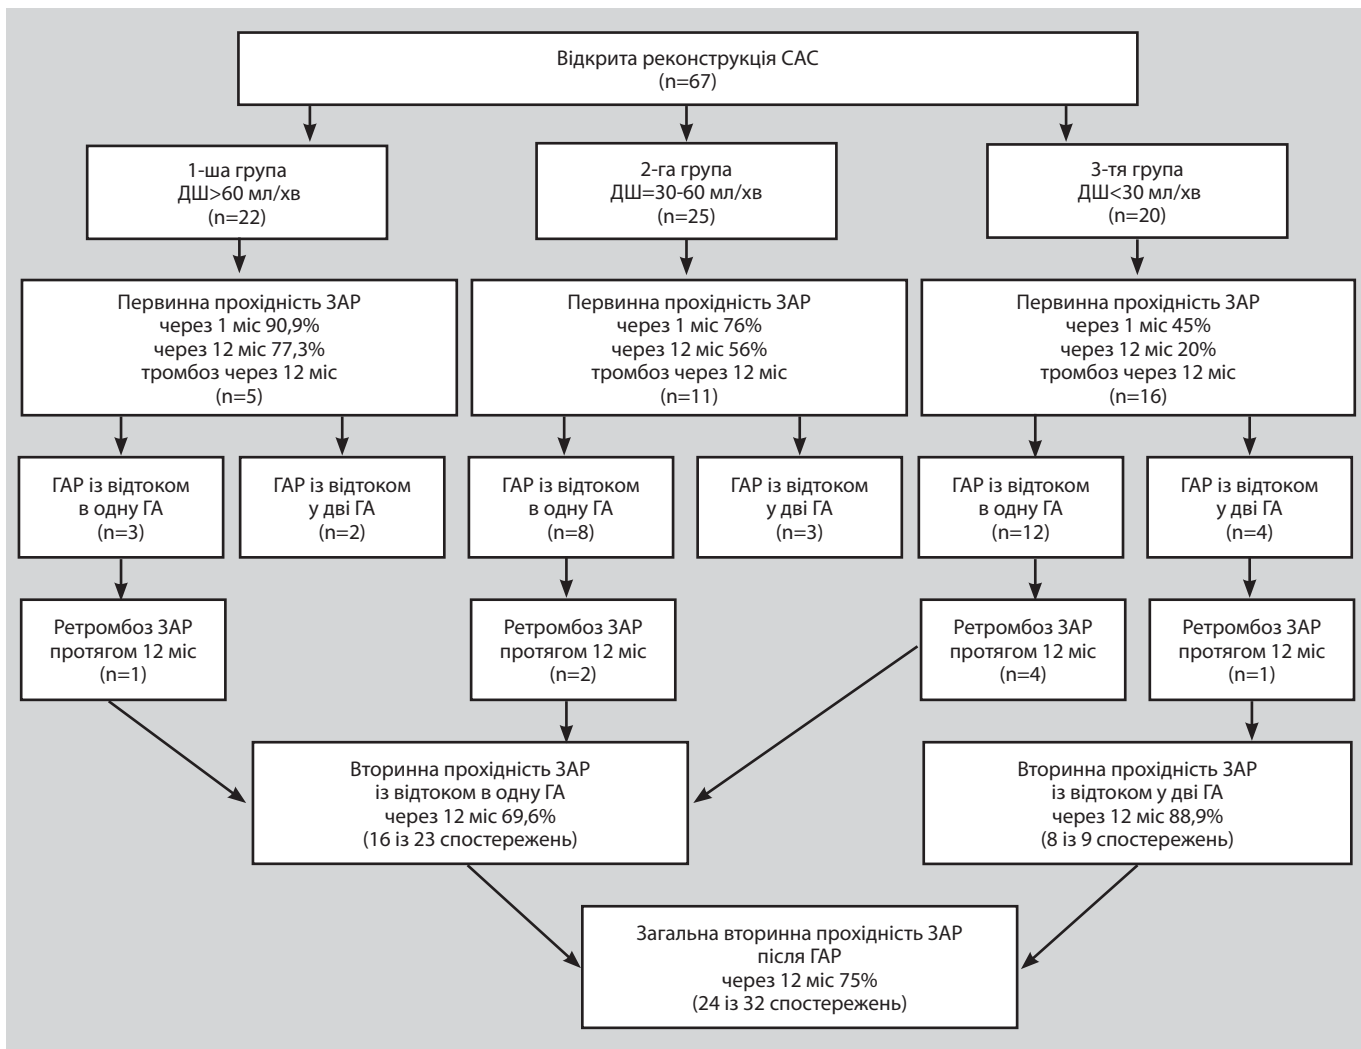 Відкрита реконструкція САС
(n=67)
1-ша група
ДШ>60 мл/хв
(n=22)
2-га група
ДШ=30-60 мл/хв
(n=25)
3-тя група
ДШ<30 мл/хв
(n=20)
Первинна прохідність ЗАР
через 1 міс 90,9%
через 12 міс 77,3%
тромбоз через 12 міс
(n=5)
Первинна прохідність ЗАР
через 1 міс 76%
через 12 міс 56%
тромбоз через 12 міс
(n=11)
Первинна прохідність ЗАР
через 1 міс 45%
через 12 міс 20%
тромбоз через 12 міс
(n=16)
ГАР із відтоком
в одну ГА
(n=3)
ГАР із відтоком
у дві ГА
(n=2)
ГАР із відтоком
в одну ГА
(n=8)
ГАР із відтоком
у дві ГА
(n=3)
ГАР із відтоком
в одну ГА
(n=12)
ГАР із відтоком
у дві ГА
(n=4)
Ретромбоз ЗАР
протягом 12 міс
(n=1)
Ретромбоз ЗАР
протягом 12 міс
(n=2)
Ретромбоз ЗАР
протягом 12 міс
(n=4)
Ретромбоз ЗАР
протягом 12 міс
(n=1)
Вторинна прохідність ЗАР
із відтоком в одну ГА
через 12 міс 69,6%
(16 із 23 спостережень)
Вторинна прохідність ЗАР
із відтоком у дві ГА
через 12 міс 88,9%
(8 із 9 спостережень)
Загальна вторинна прохідність ЗАР
після ГАР
через 12 міс 75%
(24 із 32 спостережень)